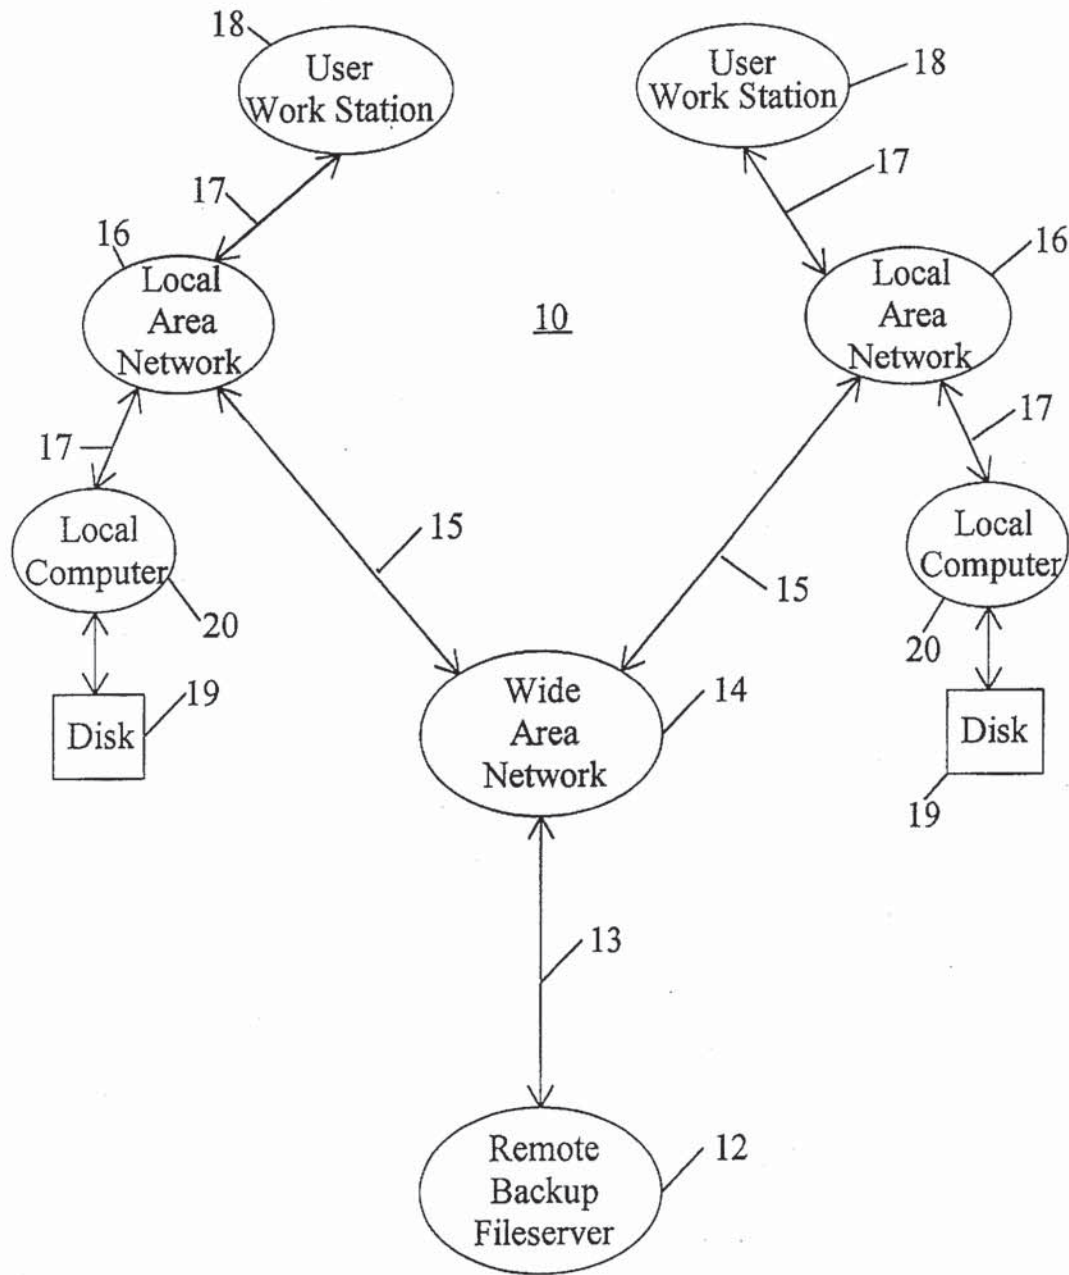 18
User
Work Station
User
Work Station
18
17
17
16
Local
Area
Network
10
Local
Area
Network
16
17
17
Local
Computer
20
15
15
Local
Computer
20
Disk
19
Wide
Area
Network
14
Disk
19
13
Remote
Backup
Fileserver
12